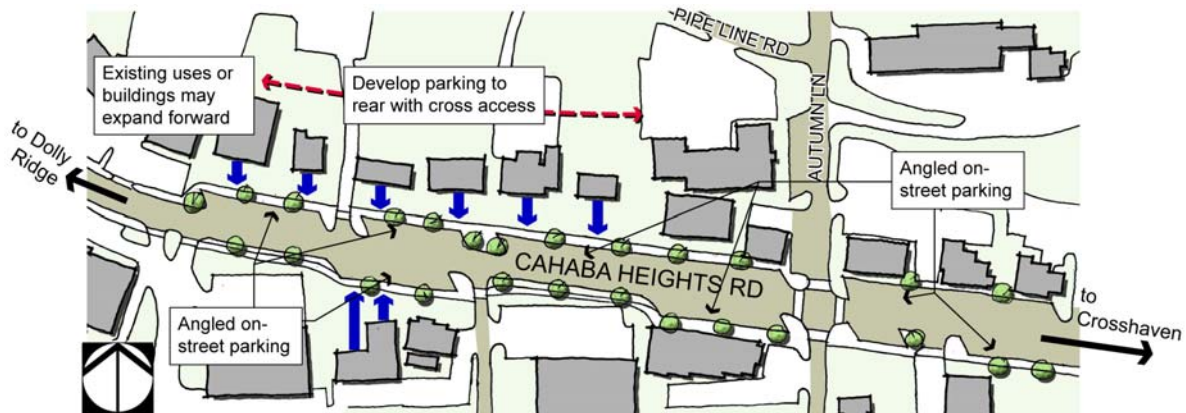 PIPE LINE RD
Existing uses or
buildings may
expand forward
Develop parking to
rear with cross access
AUTUMN LN
to Dolly
Ridge
Angled on-
street parking
CAHABA HEIGHTS RD
Angled on-
street parking
to
Crosshaven